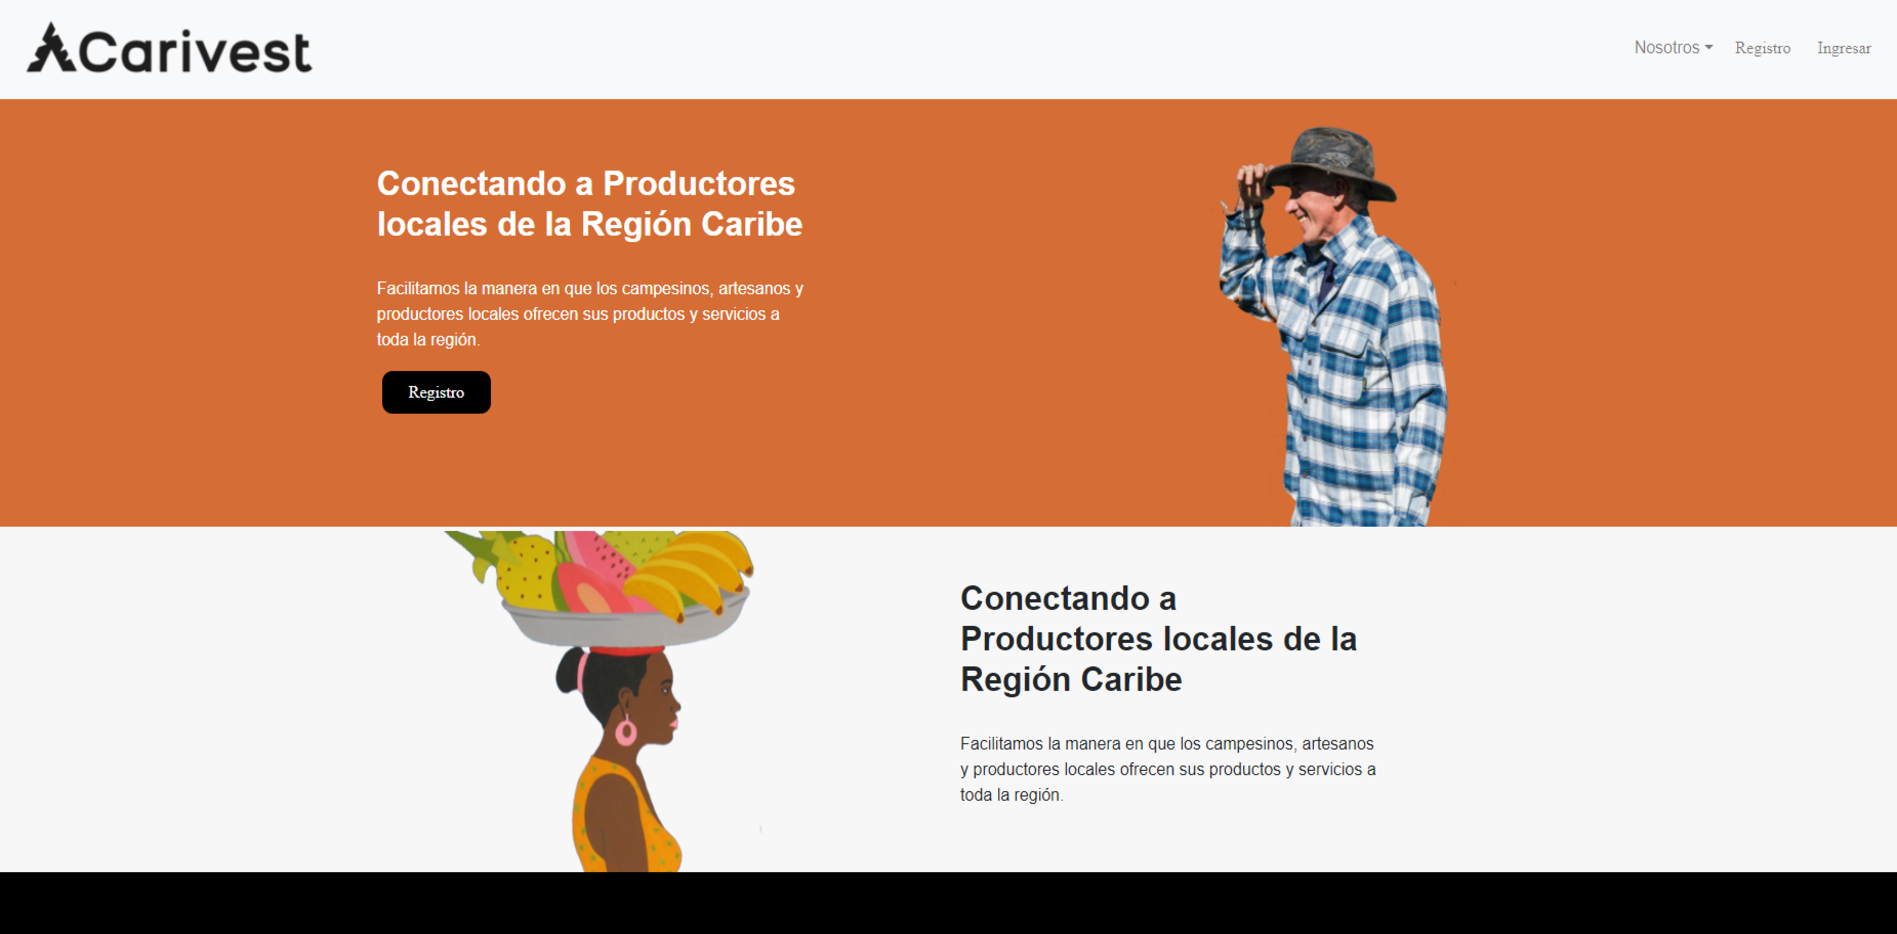 Carivest
Nosotros
Registro
Ingresar
Conectando a Productores
locales de la Región Caribe
Facilitamos la manera en que los campesinos, artesanos y
productores locales ofrecen sus productos y servicios a
toda la región.
Registro
Conectando a
Productores locales de la
Región Caribe
Facilitamos la manera en que los campesinos, artesanos
y productores locales ofrecen sus productos y servicios a
toda la región.